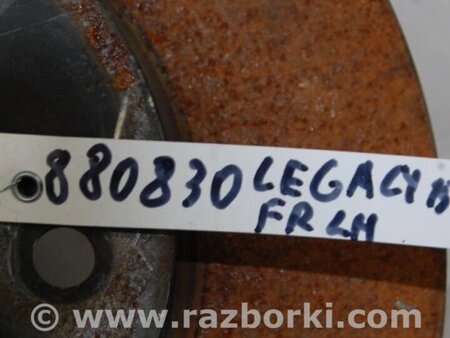 880830 LEGACY B
FR LH
© www.razborki.com